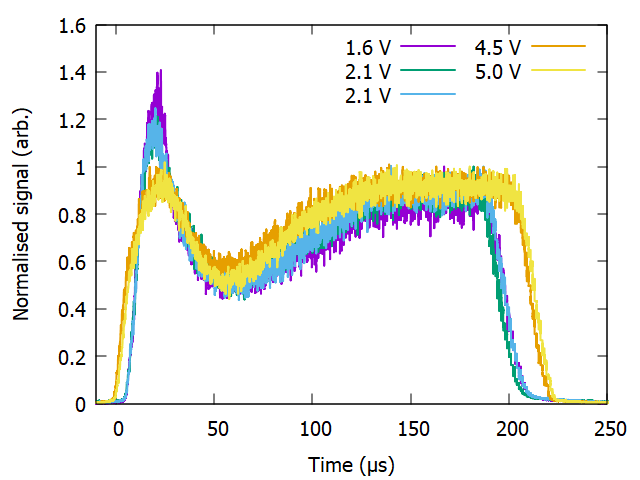 1.6
1.4
1.2
1
0.8
0.6
0.4
0.2
0
Normalised signal (arb.)
1.6 V
2.1 V
2.1 V
4.5 V
5.0 V
0
50
100
150
200
250
Time (µs)